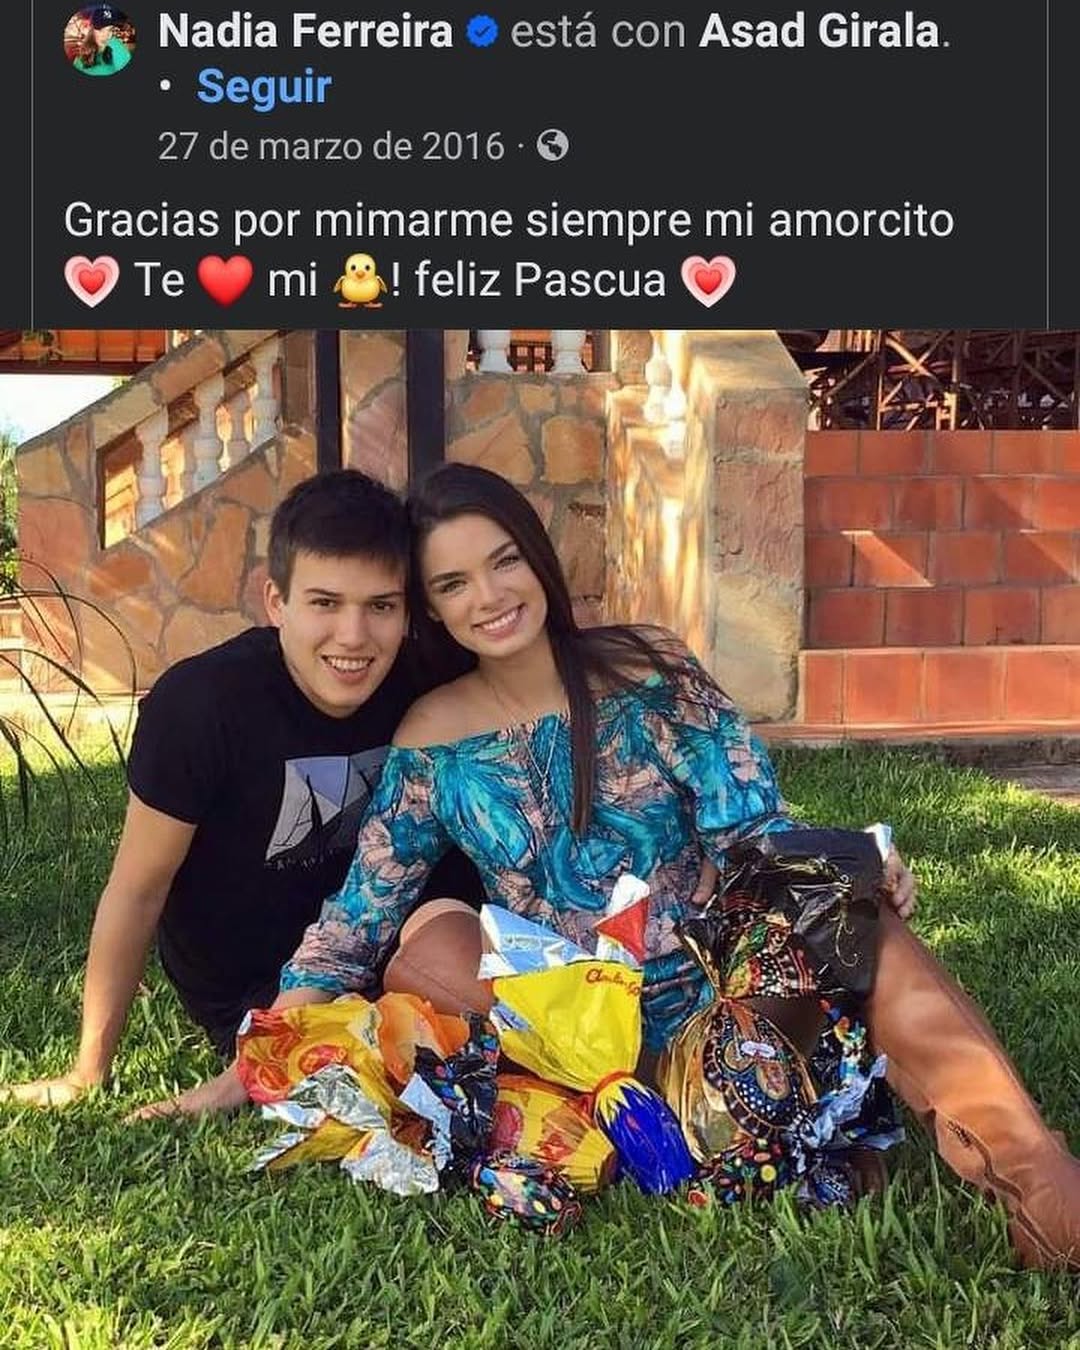 Nadia Ferreira está con Asad Girala.
• Seguir
27 de marzo de 2016 ·
Gracias por mimarme siempre mi amorcito
💗 Te ❤️ mi 🐥! feliz Pascua 💗